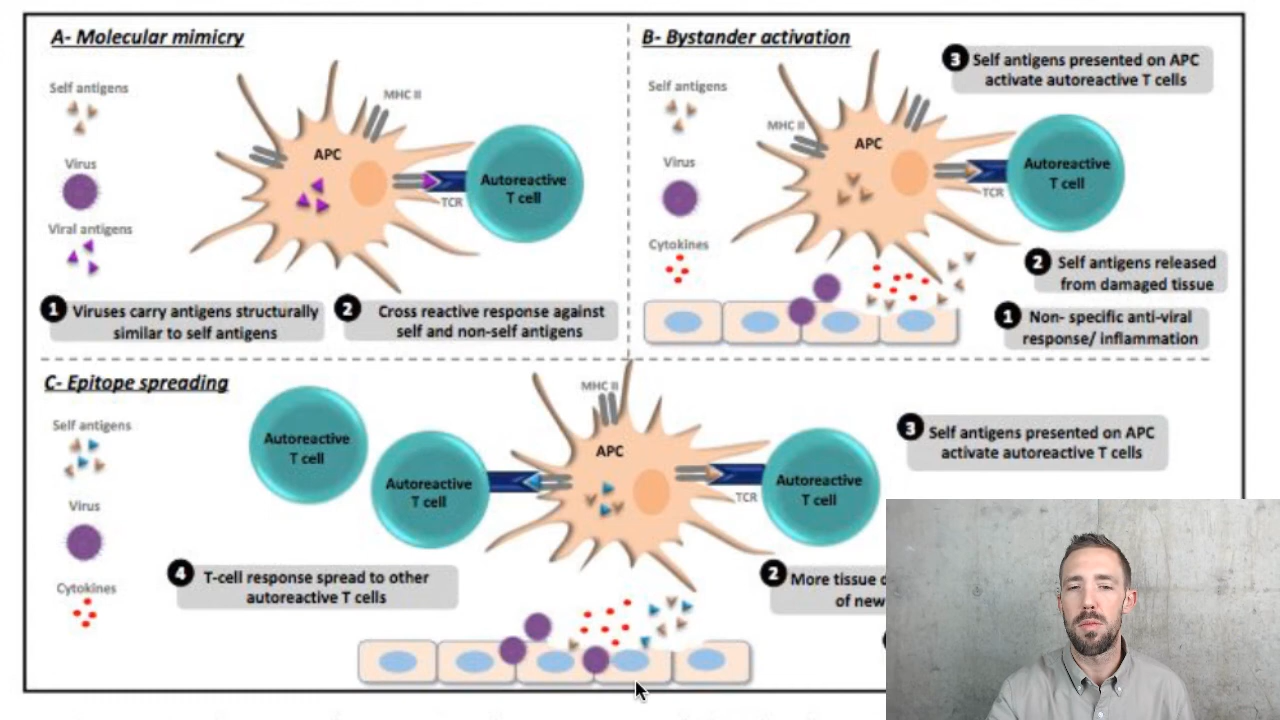 A- Molecular mimicry
Self antigens
Virus
Viral antigens
MHC II
APC
TCR
Autoreactive
T cell
1 Viruses carry antigens structurally
similar to self antigens
2 Cross reactive response against
self and non-self antigens
B- Bystander activation
Self antigens
Virus
Cytokines
MHC II
APC
TCR
Autoreactive
T cell
3 Self antigens presented on APC
activate autoreactive T cells
2 Self antigens released
from damaged tissue
1 Non- specific anti-viral
response/ inflammation
C- Epitope spreading
Self antigens
Virus
Cytokines
Autoreactive
T cell
Autoreactive
T cell
MHC II
APC
TCR
Autoreactive
T cell
3 Self antigens presented on APC
activate autoreactive T cells
4 T-cell response spread to other
autoreactive T cells
2 More tissue
of new